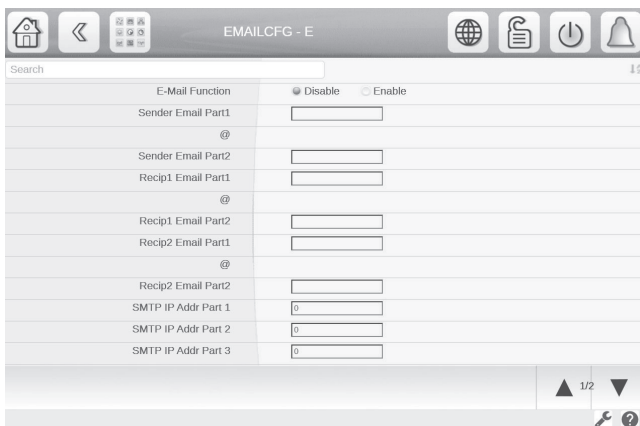 EMAILCFG - E
Search
E-Mail Function Disable Enable
Sender Email Part1
@
Sender Email Part2
Recip1 Email Part1
@
Recip1 Email Part2
Recip2 Email Part1
@
Recip2 Email Part2
SMTP IP Addr Part 1 0
SMTP IP Addr Part 2 0
SMTP IP Addr Part 3 0
1/2
?